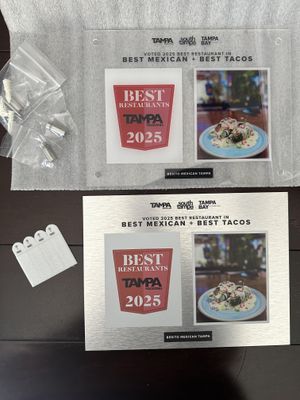 TAMPA
south tampa
TAMPA BAY
VOTED 2025 BEST RESTAURANT IN
BEST MEXICAN + BEST TACOS
BEST
RESTAURANTS
TAMPA
2025
BENITO MEXICAN TAMPA
TAMPA
south tampa
TAMPA BAY
VOTED 2025 BEST RESTAURANT IN
BEST MEXICAN + BEST TACOS
BEST
RESTAURANTS
TAMPA
2025
BENITO MEXICAN TAMPA